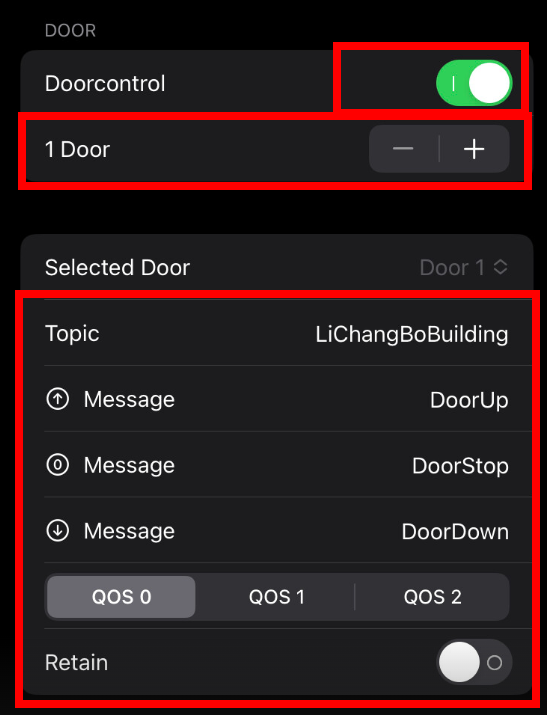 DOOR
Doorcontrol
1 Door
Selected Door Door 1
Topic LiChangBoBuilding
Message DoorUp
0 Message DoorStop
Message DoorDown
QOS 0 QOS 1 QOS 2
Retain